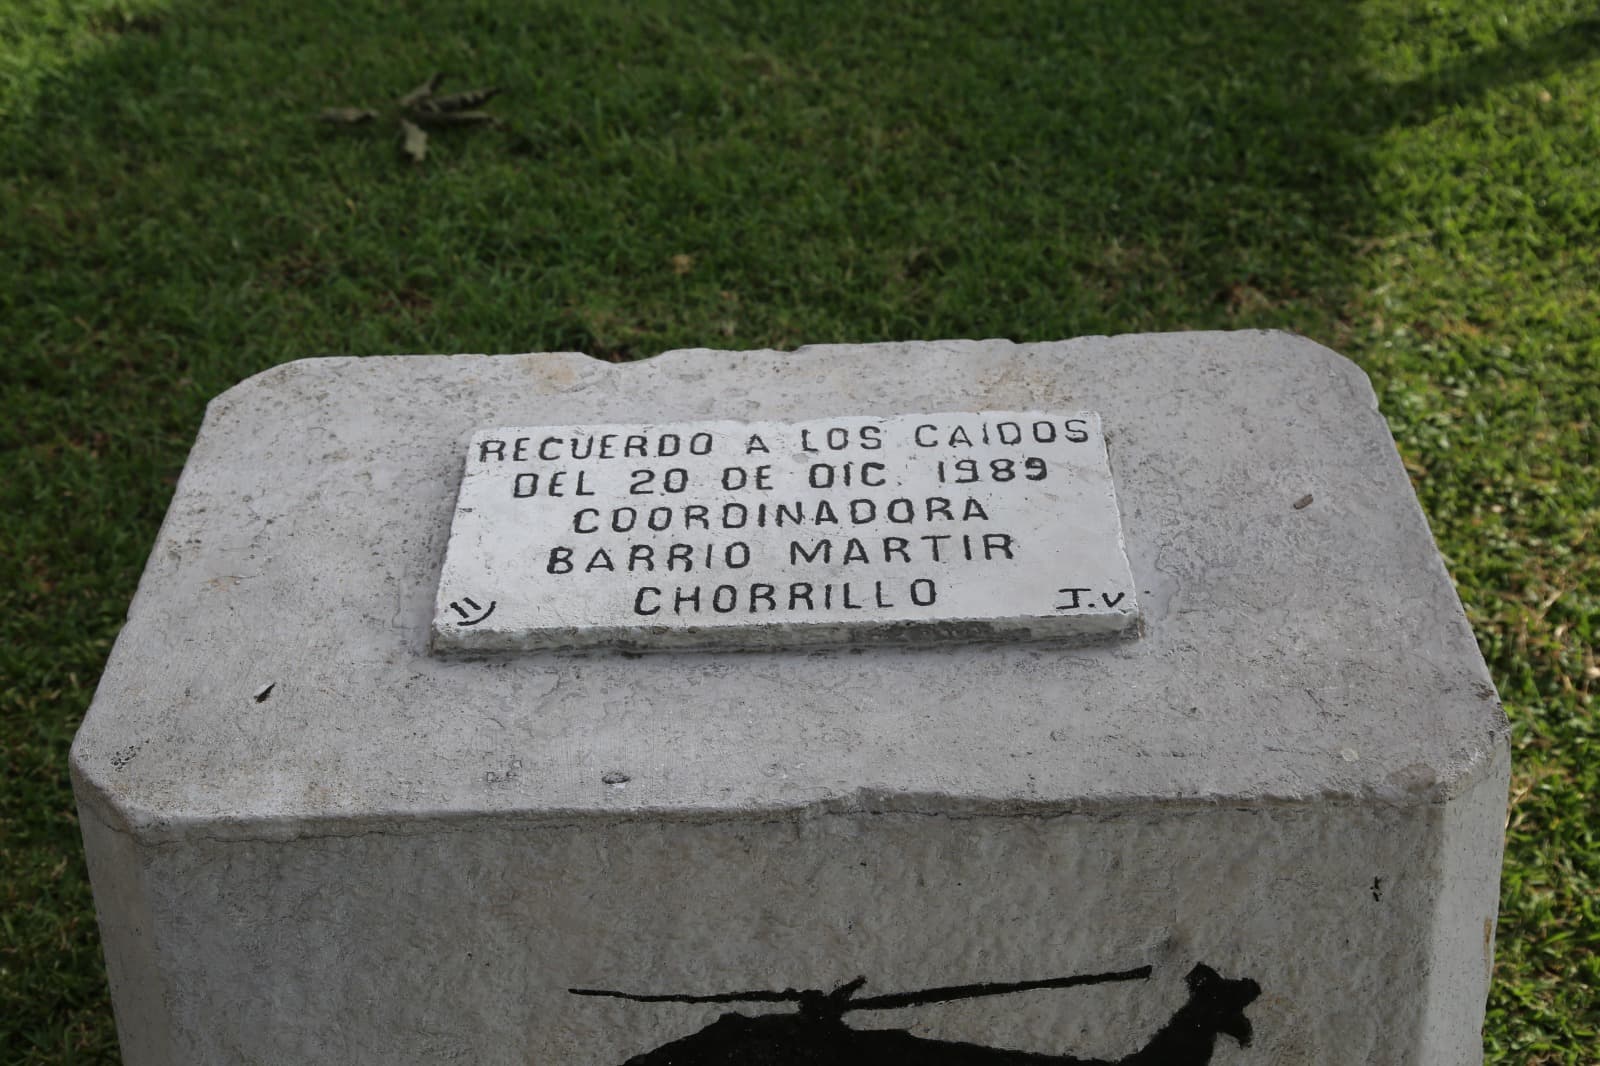 RECUERDO A LOS CAIDOS
DEL 20 DE DIC. 1989
COORDINADORA
BARRIO MARTIR
CHORRILLO
J.V